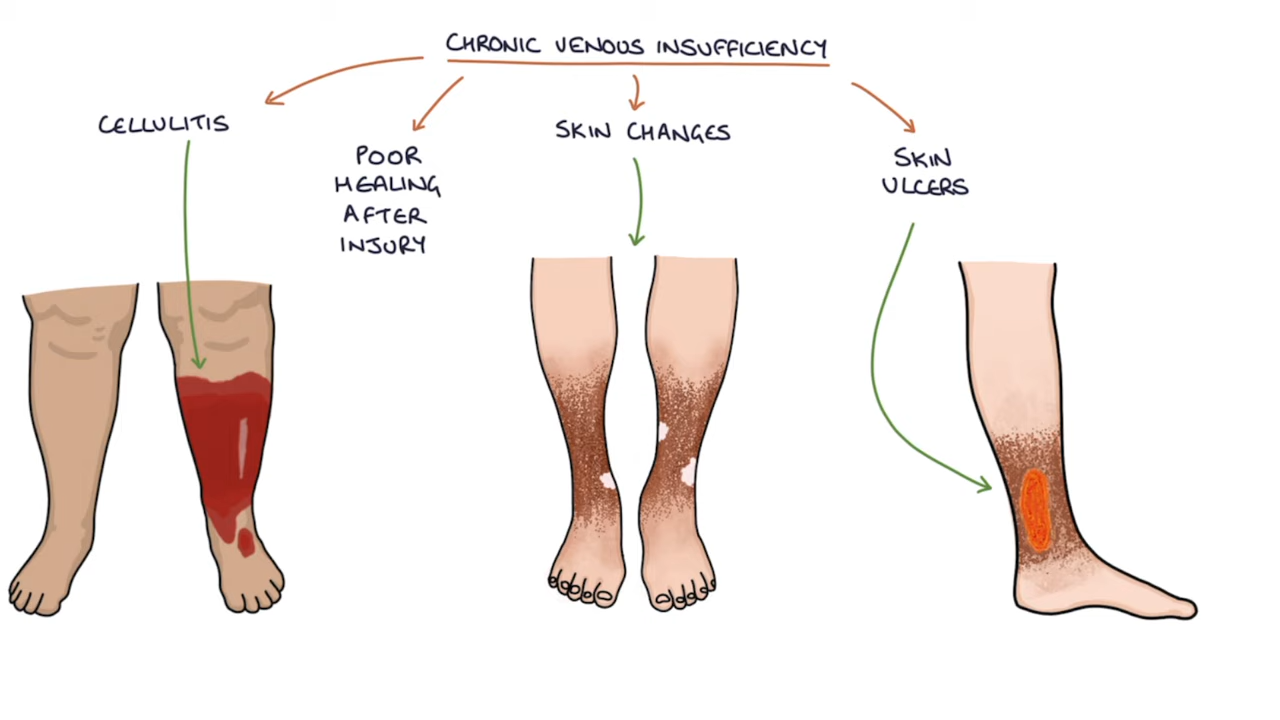 CHRONIC VENOUS INSUFFICIENCY
CELLULITIS
POOR
HEALING
AFTER
INJURY
SKIN CHANGES
SKIN
ULCERS